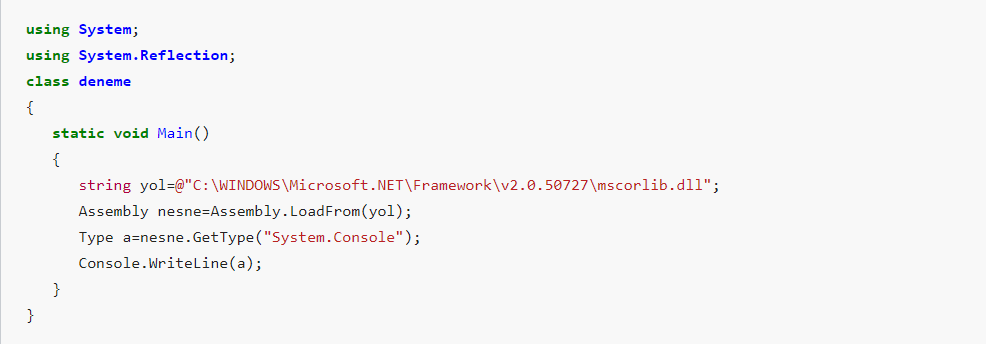 using System;
using System.Reflection;
class deneme
{
   static void Main()
   {
      string yol=@"C:\WINDOWS\Microsoft.NET\Framework\v2.0.50727\mscorlib.dll";
      Assembly nesne=Assembly.LoadFrom(yol);
      Type a=nesne.GetType("System.Console");
      Console.WriteLine(a);
   }
}